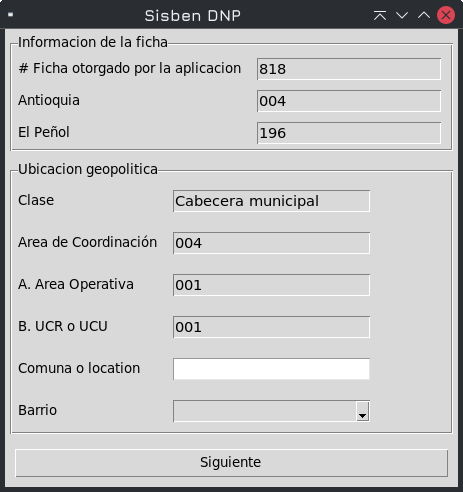 Sisben DNP
Informacion de la ficha
# Ficha otorgado por la aplicacion 818
Antioquia 004
El Peñol 196
Ubicacion geopolitica
Clase Cabecera municipal
Area de Coordinación 004
A. Area Operativa 001
B. UCR o UCU 001
Comuna o location
Barrio
Siguiente